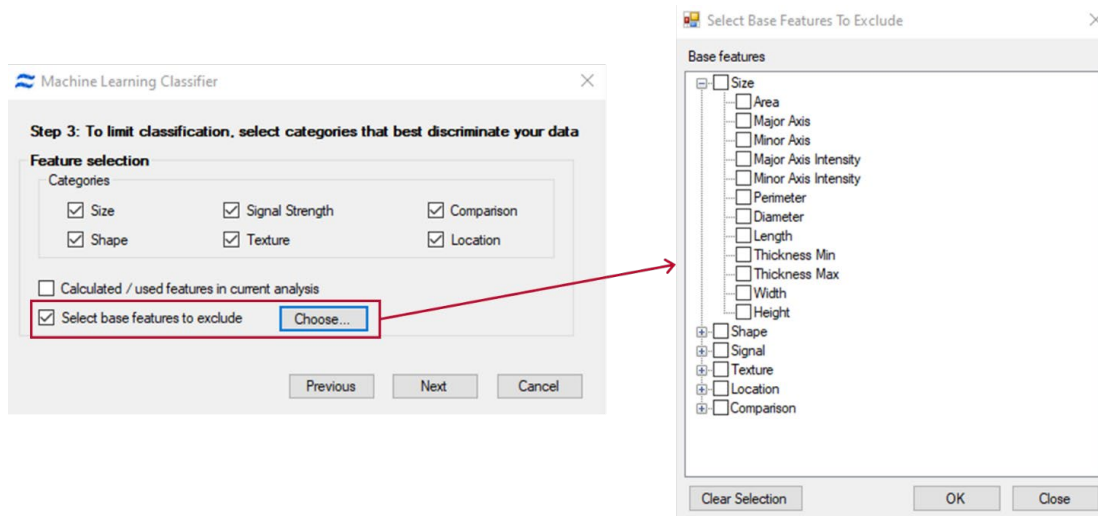 Machine Learning Classifier
Step 3: To limit classification, select categories that best discriminate your data
Feature selection
Categories
Size Signal Strength Comparison
Shape Texture Location
Calculated / used features in current analysis
Select base features to exclude Choose...
Previous Next Cancel
Select Base Features To Exclude
Base features
Size
Area
Major Axis
Minor Axis
Major Axis Intensity
Minor Axis Intensity
Perimeter
Diameter
Length
Thickness Min
Thickness Max
Width
Height
Shape
Signal
Texture
Location
Comparison
Clear Selection OK Close